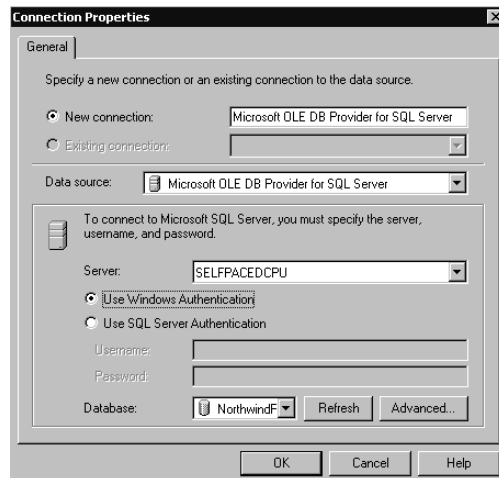 Connection Properties
General
Specify a new connection or an existing connection to the data source.
New connection: Microsoft OLE DB Provider for SQL Server
Existing connection:
Data source: Microsoft OLE DB Provider for SQL Server
To connect to Microsoft SQL Server, you must specify the server,
username, and password.
Server: SELFPACEDCPU
Use Windows Authentication
Use SQL Server Authentication
Username:
Password:
Database: NorthwindF Refresh Advanced...
OK Cancel Help